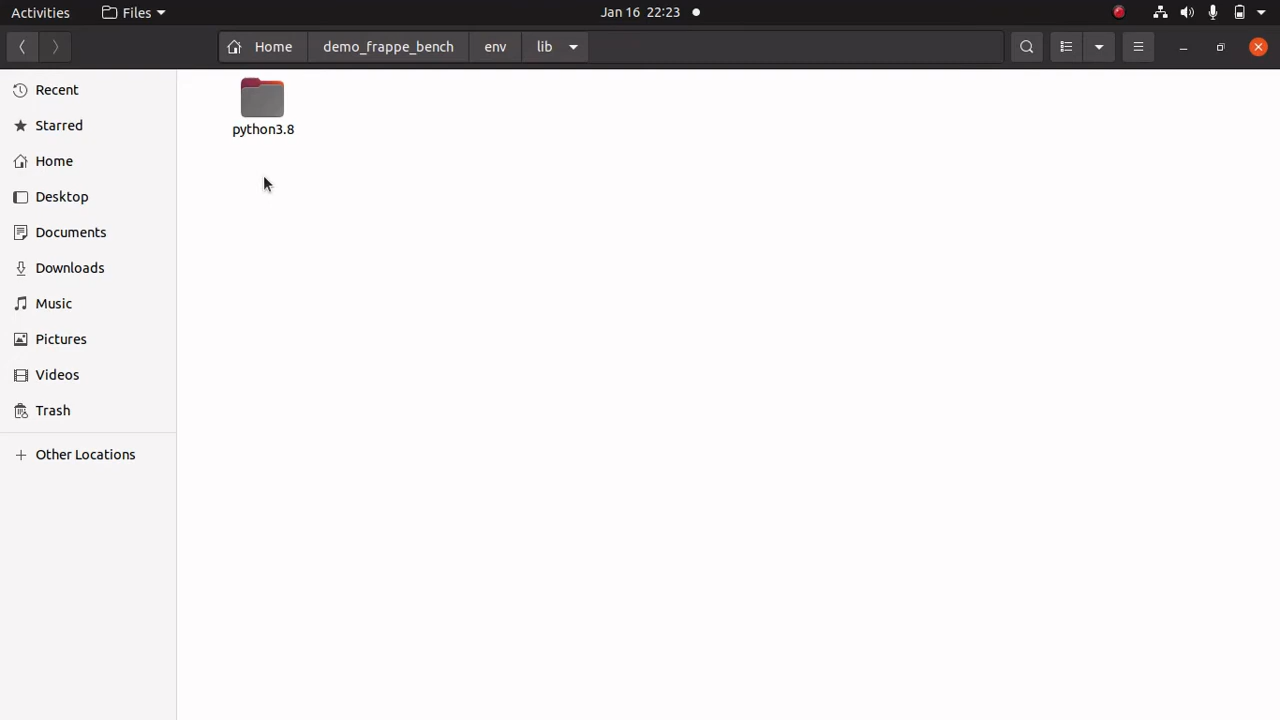 Activities Files Jan 16 22:23
Home demo_frappe_bench env lib
Recent
Starred
Home
Desktop
Documents
Downloads
Music
Pictures
Videos
Trash
Other Locations
python3.8